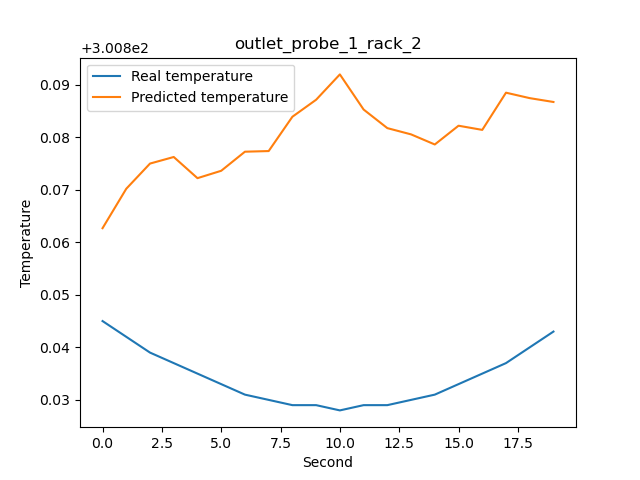 outlet_probe_1_rack_2
+3.008e2
Real temperature
Predicted temperature
0.09
0.08
0.07
0.06
0.05
0.04
0.03
Temperature
0.0 2.5 5.0 7.5 10.0 12.5 15.0 17.5
Second